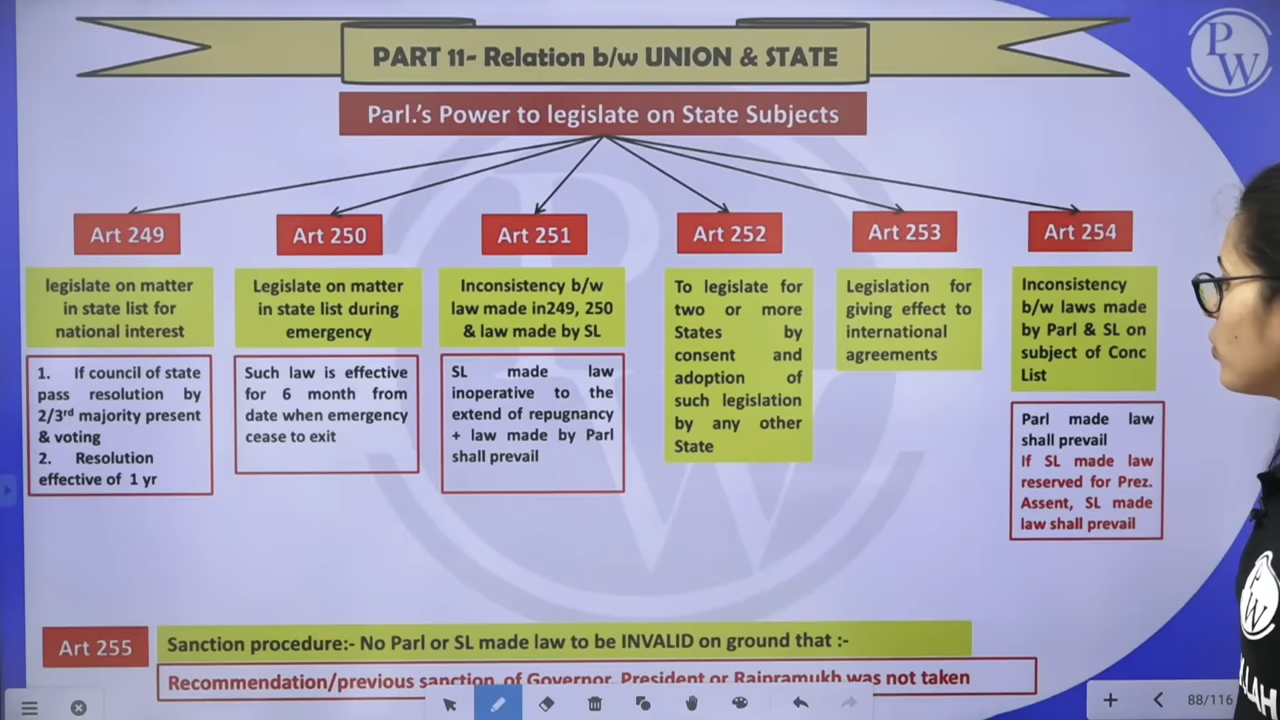 PART 11- Relation b/w UNION & STATE
PW
Parl.'s Power to legislate on State Subjects
Art 249
legislate on matter
in state list for
national interest
1. If council of state
pass resolution by
2/3rd majority present
& voting
2. Resolution
effective of 1 yr
Art 250
Legislate on matter
in state list during
emergency
Such law is effective
for 6 month from
date when emergency
cease to exit
Art 251
Inconsistency b/w
law made in249, 250
& law made by SL
SL made law
inoperative to the
extend of repugnancy
+ law made by Parl
shall prevail
Art 252
To legislate for
two or more
States by
consent and
adoption of
such legislation
by any other
State
Art 253
Legislation for
giving effect to
international
agreements
Art 254
Inconsistency
b/w laws made
by Parl & SL on
subject of Conc
List
Parl made law
shall prevail
If SL made law
reserved for Prez.
Assent, SL made
law shall prevail
Art 255
Sanction procedure:- No Parl or SL made law to be INVALID on ground that :-
Recommendation/previous sanction of Governor, President or Rajpramukh was not taken
88/116